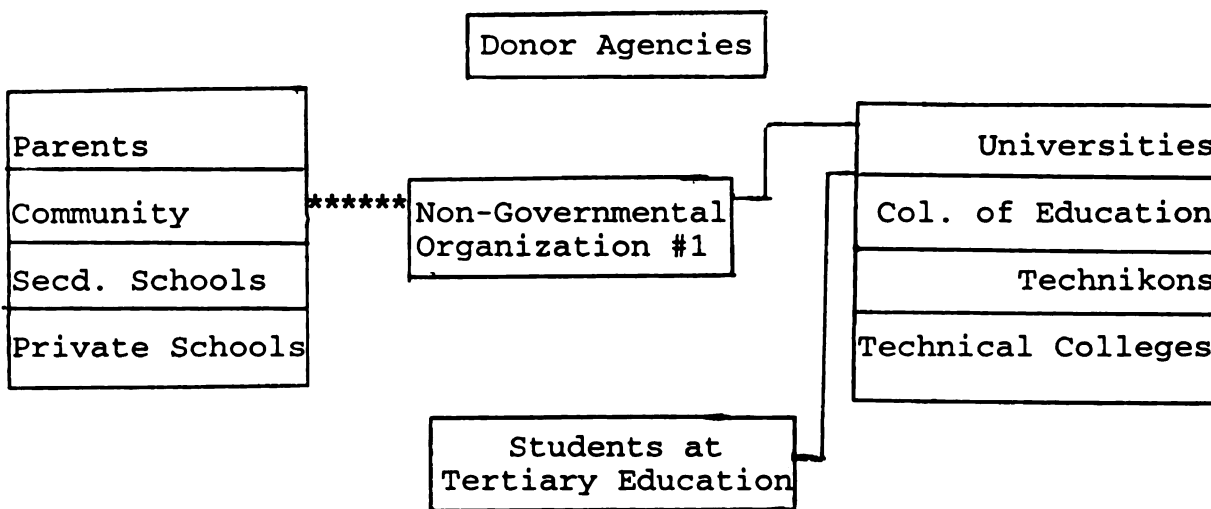 Donor Agencies
Parents
Community
Secd. Schools
Private Schools
******
Non-Governmental
Organization #1
Universities
Col. of Education
Technikons
Technical Colleges
Students at
Tertiary Education